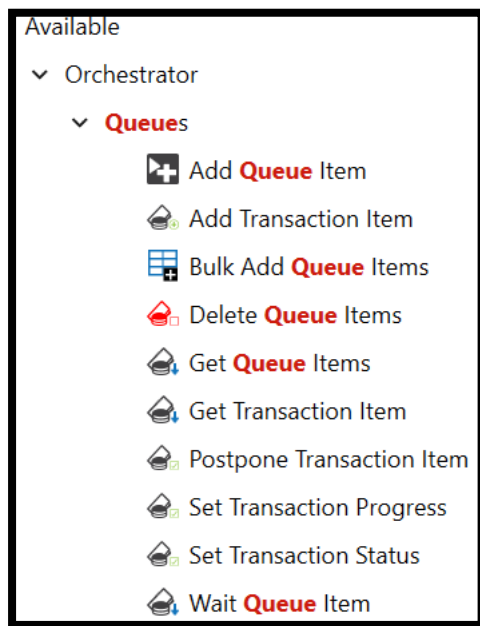 Available
Orchestrator
Queues
Add Queue Item
Add Transaction Item
Bulk Add Queue Items
Delete Queue Items
Get Queue Items
Get Transaction Item
Postpone Transaction Item
Set Transaction Progress
Set Transaction Status
Wait Queue Item